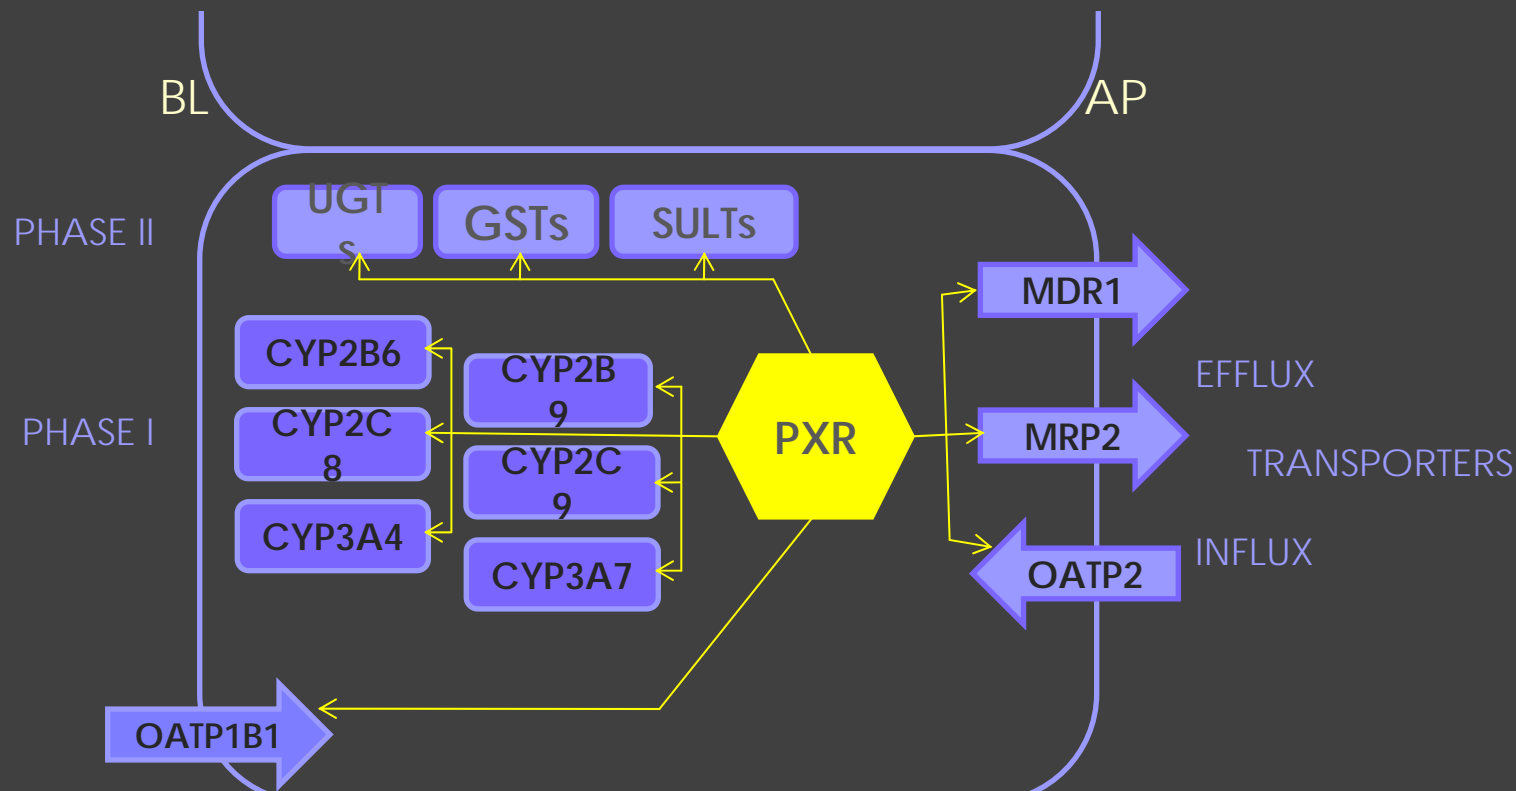 BL
AP
UGT
s
GSTs
SULTs
PHASE II
MDR1
CYP2B6
CYP2B
9
EFFLUX
PHASE I
CYP2C
8
PXR
MRP2
CYP2C
9
TRANSPORTERS
CYP3A4
CYP3A7
OATP2
INFLUX
OATP1B1